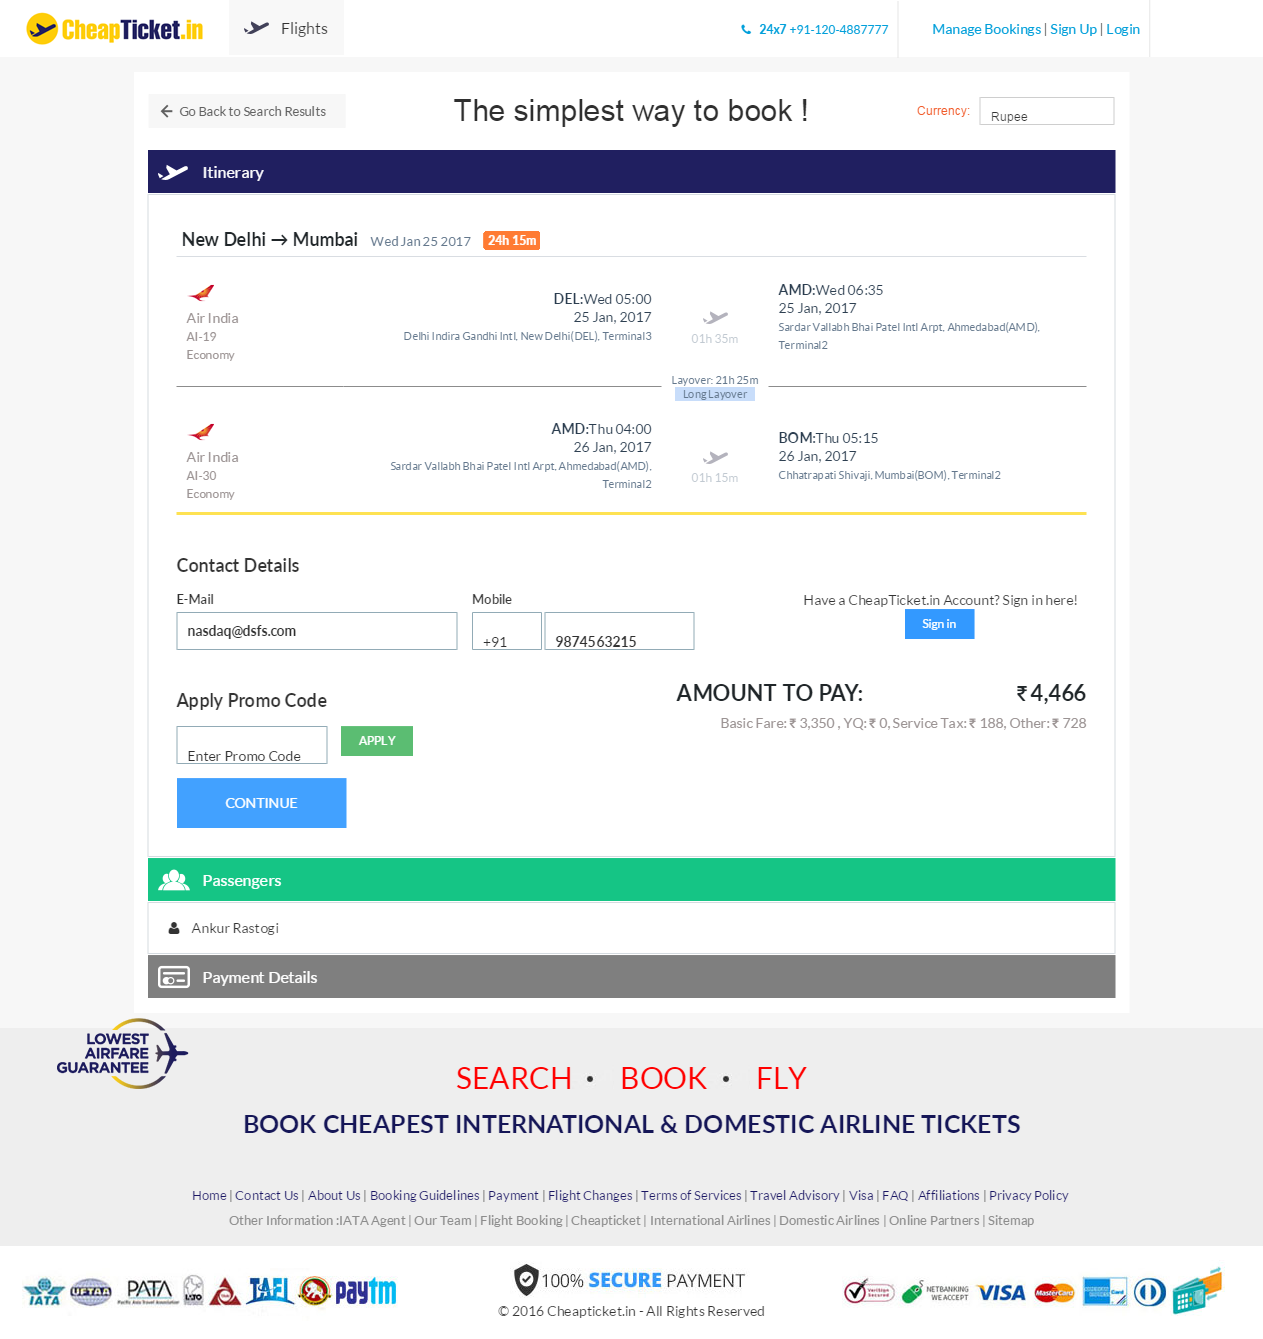 CheapTicket.in
Flights
24x7 +91-120-4887777
Manage Bookings | Sign Up | Login
Go Back to Search Results
The simplest way to book !
Currency:
Rupee
Itinerary
New Delhi → Mumbai Wed Jan 25 2017 24h 15m
Air India
AI-19
Economy
DEL:Wed 05:00
25 Jan, 2017
Delhi Indira Gandhi Intl, New Delhi(DEL), Terminal3
01h 35m
AMD:Wed 06:35
25 Jan, 2017
Sardar Vallabh Bhai Patel Intl Arpt, Ahmedabad(AMD),
Terminal2
Layover: 21h 25m
Long Layover
Air India
AI-30
Economy
AMD:Thu 04:00
26 Jan, 2017
Sardar Vallabh Bhai Patel Intl Arpt, Ahmedabad(AMD),
Terminal2
01h 15m
BOM:Thu 05:15
26 Jan, 2017
Chhatrapati Shivaji, Mumbai(BOM), Terminal2
Contact Details
E-Mail
nasdaq@dsfs.com
Mobile
+91
9874563215
Have a CheapTicket.in Account? Sign in here!
Sign in
Apply Promo Code
Enter Promo Code
APPLY
AMOUNT TO PAY: ₹ 4,466
Basic Fare: ₹ 3,350 , YQ: ₹ 0, Service Tax: ₹ 188, Other: ₹ 728
CONTINUE
Passengers
Ankur Rastogi
Payment Details
LOWEST
AIRFARE
GUARANTEE
SEARCH • BOOK • FLY
BOOK CHEAPEST INTERNATIONAL & DOMESTIC AIRLINE TICKETS
Home | Contact Us | About Us | Booking Guidelines | Payment | Flight Changes | Terms of Services | Travel Advisory | Visa | FAQ | Affiliations | Privacy Policy
Other Information :IATA Agent | Our Team | Flight Booking | Cheapticket | International Airlines | Domestic Airlines | Online Partners | Sitemap
IATA
UFTAA
PATA
Pacific Asia Travel Association
IATO
TAFI
paytm
100% SECURE PAYMENT
© 2016 Cheapticket.in - All Rights Reserved
Verisign
Secured
NETBANKING
WE ACCEPT
VISA
MasterCard